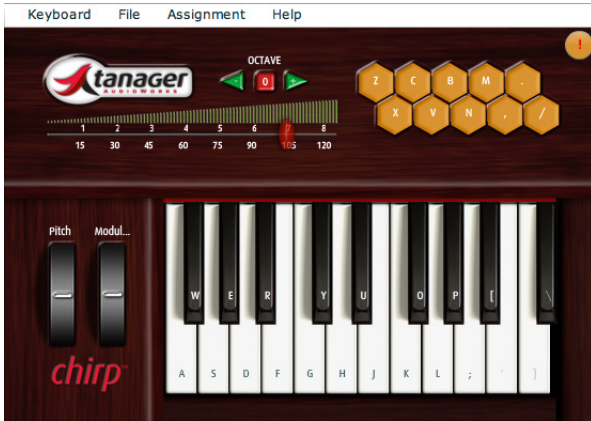 Keyboard File Assignment Help
!
tanager
AUDIOWORKS
OCTAVE
- 0 +
Z C B M .
X V N , /
1 2 3 4 5 6 7 8
15 30 45 60 75 90 105 120
Pitch Modul...
W E R Y U O P [ \
A S D F G H J K L ; ' ]
chirp